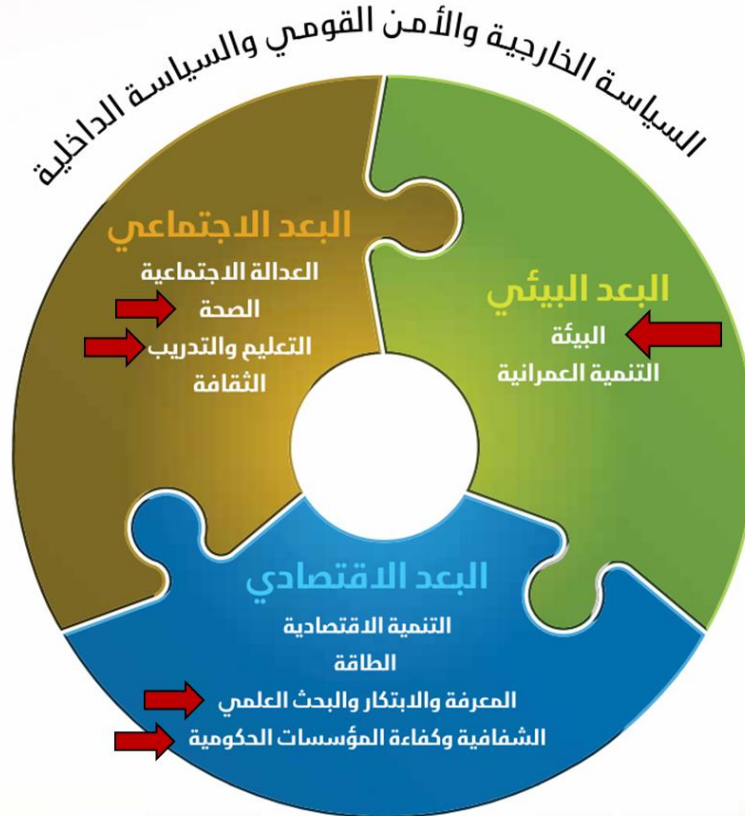 السياسة الخارجية والأمن القومي والسياسة الداخلية
البعد البيئي
البيئة
التنمية العمرانية
البعد الاجتماعي
العدالة الاجتماعية
الصحة
التعليم والتدريب
الثقافة
البعد الاقتصادي
التنمية الاقتصادية
الطاقة
المعرفة والابتكار والبحث العلمي
الشفافية وكفاءة المؤسسات الحكومية